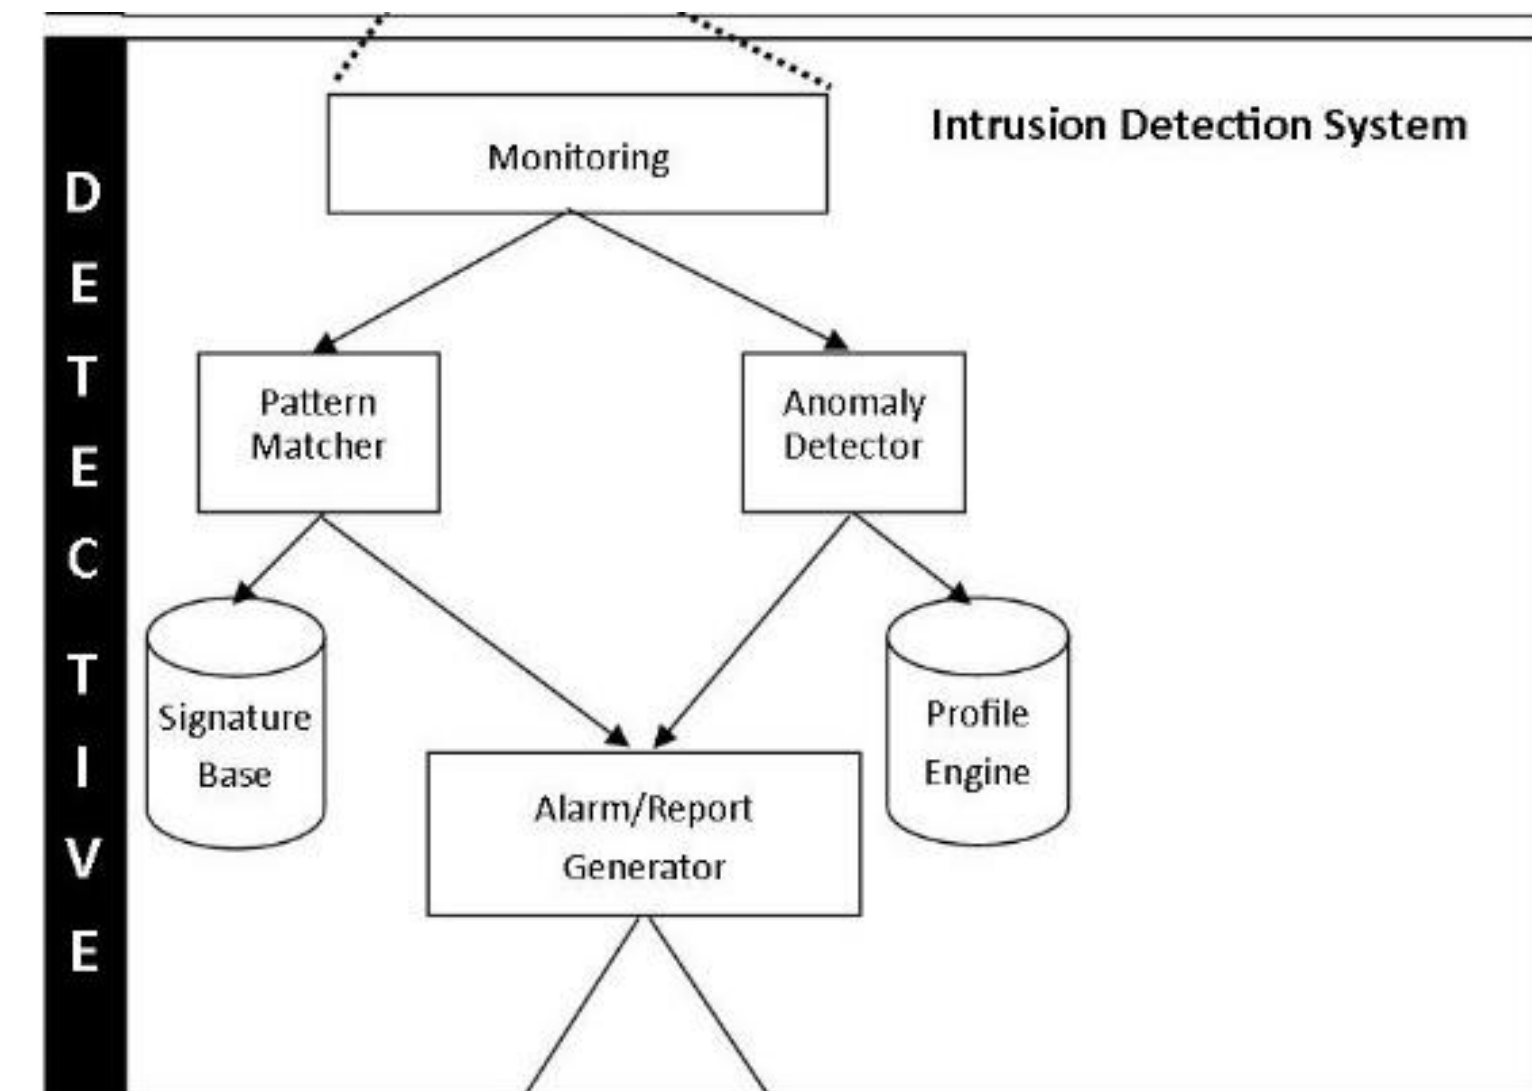 DETECTIVE
Intrusion Detection System
Monitoring
Pattern
Matcher
Anomaly
Detector
Signature
Base
Profile
Engine
Alarm/Report
Generator